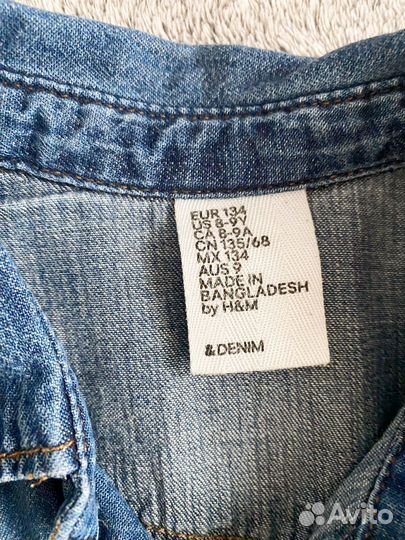 EUR 134
US 8-9Y
CA 8-9A
CN 135/68
MX 134
AUS 9
MADE IN
BANGLADESH
by H&M
&DENIM
Avito